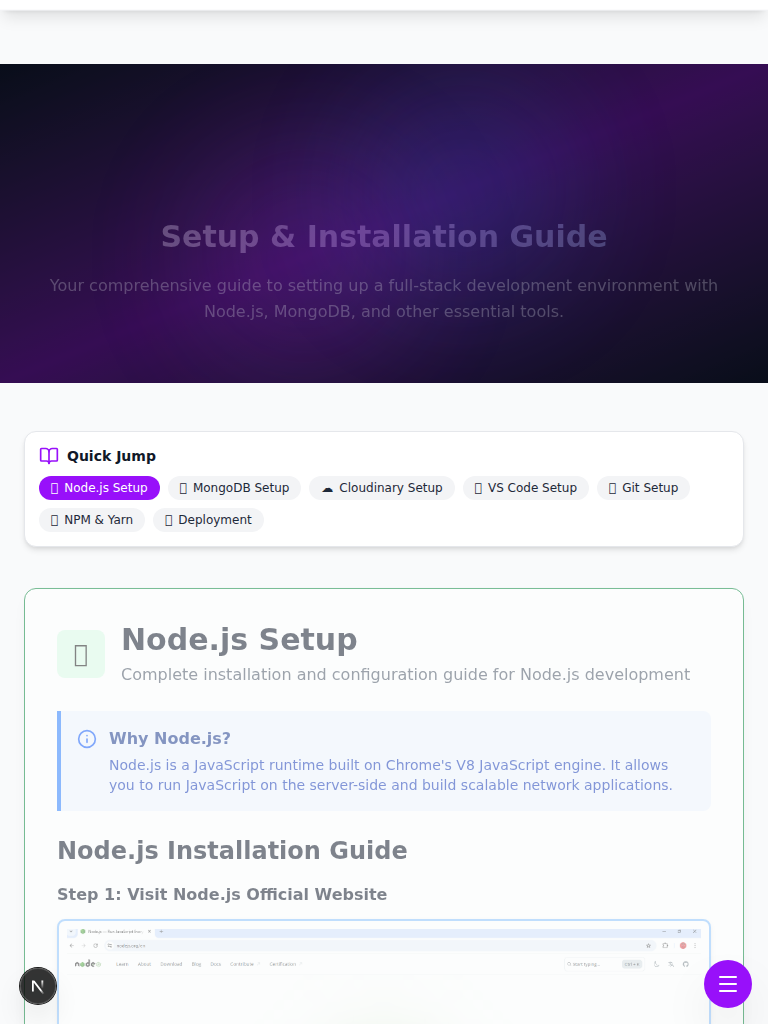 Setup & Installation Guide
Your comprehensive guide to setting up a full-stack development environment with
Node.js, MongoDB, and other essential tools.
Quick Jump
Node.js Setup
MongoDB Setup
☁ Cloudinary Setup
VS Code Setup
Git Setup
NPM & Yarn
Deployment
Node.js Setup
Complete installation and configuration guide for Node.js development
Why Node.js?
Node.js is a JavaScript runtime built on Chrome's V8 JavaScript engine. It allows
you to run JavaScript on the server-side and build scalable network applications.
Node.js Installation Guide
Step 1: Visit Node.js Official Website
node
Learn
About
Download
Blog
Docs
Contribute
Certification
N